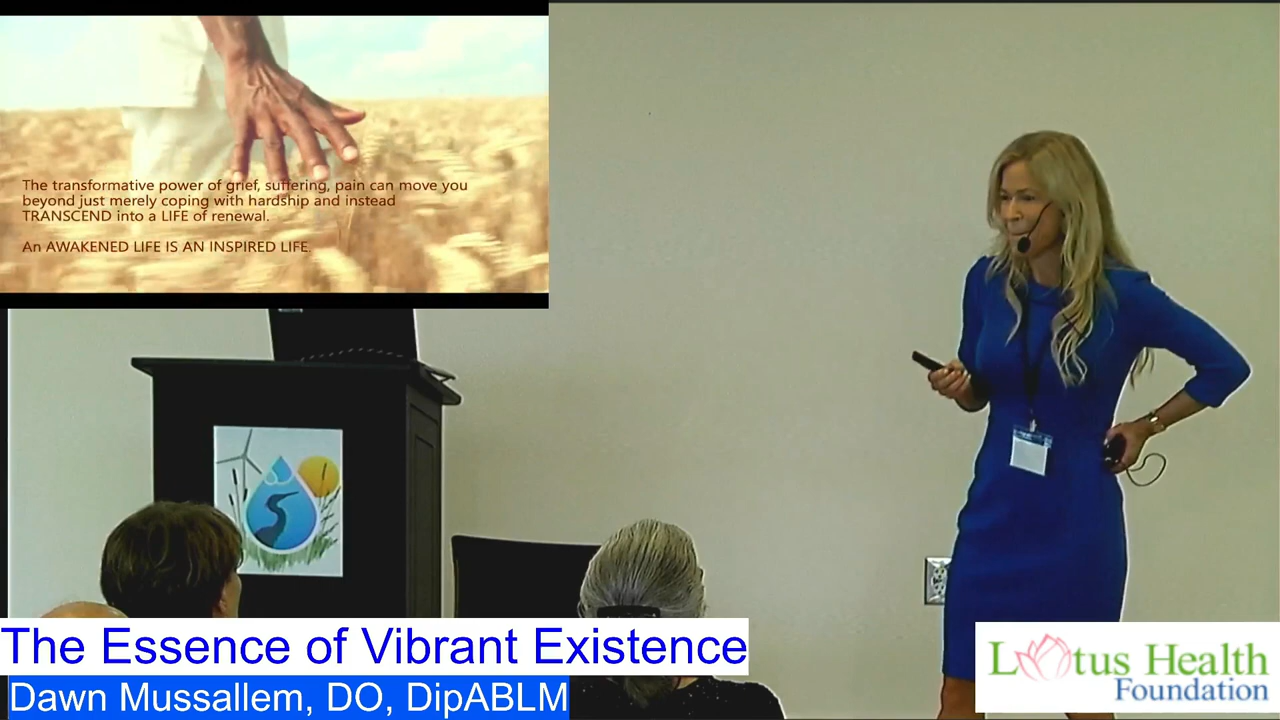 The transformative power of grief, suffering, pain can move you
beyond just merely coping with hardship and instead
TRANSCEND into a LIFE of renewal.
An AWAKENED LIFE IS AN INSPIRED LIFE.
The Essence of Vibrant Existence
Dawn Mussallem, DO, DipABLM
Lotus Health
Foundation